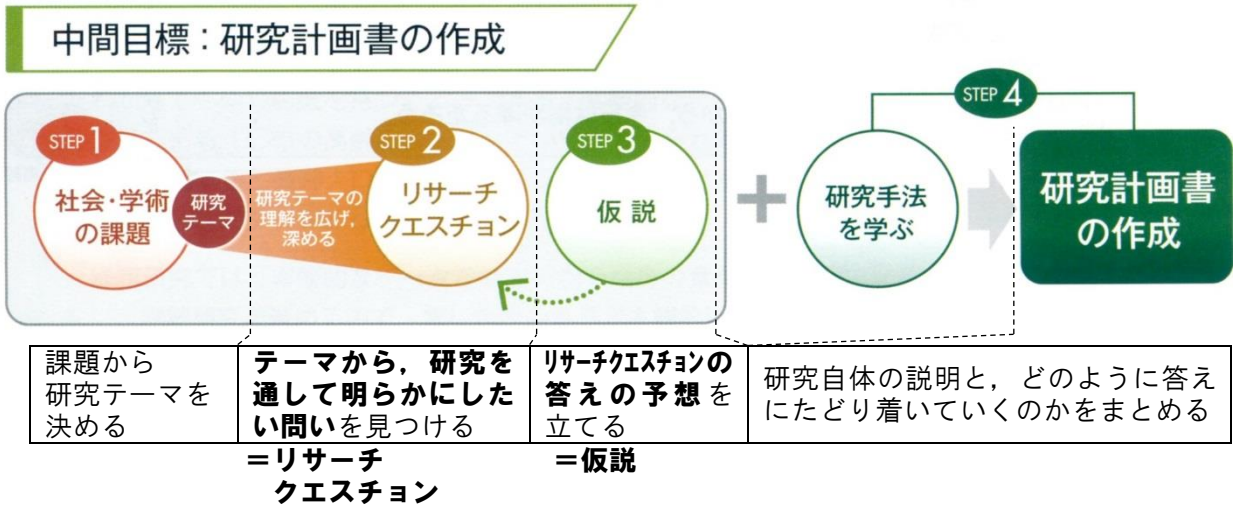 中間目標：研究計画書の作成
STEP 1
社会・学術
の課題
研究
テーマ
研究テーマの
理解を広げ，
深める
STEP 2
リサーチ
クエスチョン
STEP 3
仮説
＋
STEP 4
研究手法
を学ぶ
研究計画書
の作成
課題から
研究テーマを
決める
テーマから，研究を
通して明らかにした
い問いを見つける
＝リサーチ
クエスチョン
ﾘｻｰﾁｸｴｽﾁｮﾝの
答えの予想を
立てる
＝仮説
研究自体の説明と，どのように答え
にたどり着いていくのかをまとめる